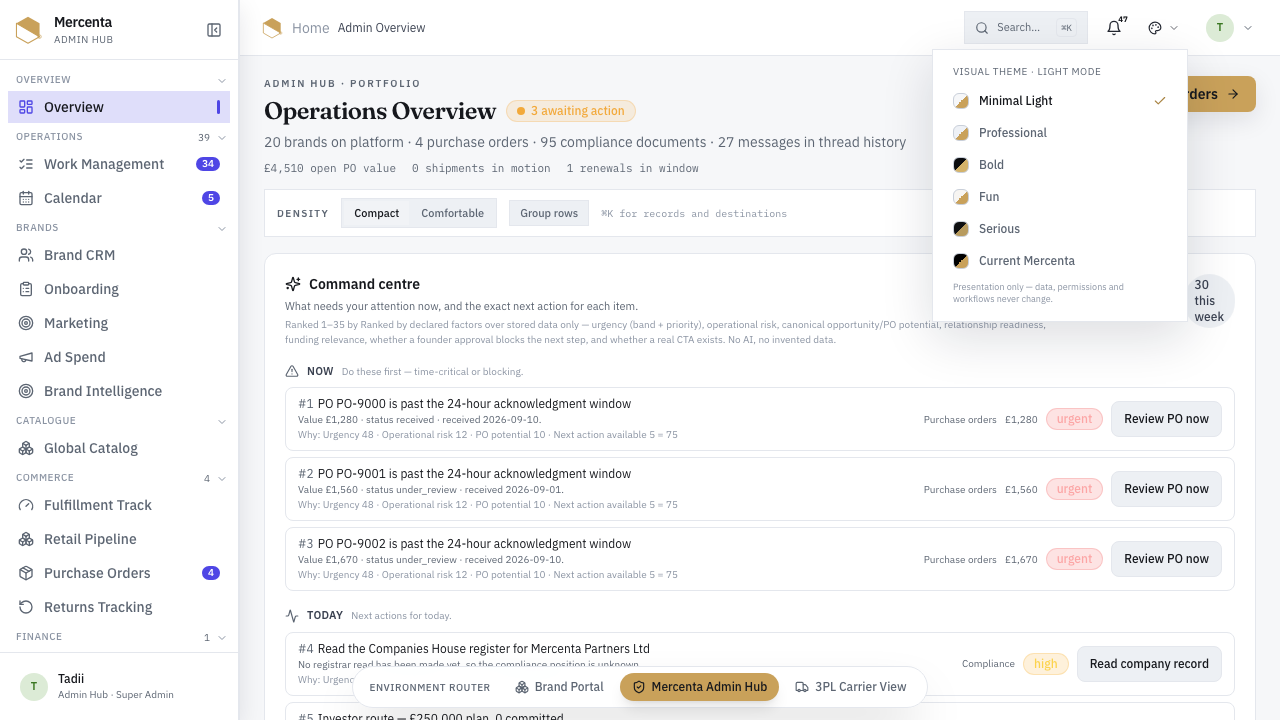 Mercenta
ADMIN HUB
OVERVIEW
Overview
OPERATIONS 39
Work Management 34
Calendar 5
BRANDS
Brand CRM
Onboarding
Marketing
Ad Spend
Brand Intelligence
CATALOGUE
Global Catalog
COMMERCE 4
Fulfillment Track
Retail Pipeline
Purchase Orders 4
Returns Tracking
FINANCE 1
T
Tadii
Admin Hub · Super Admin
Home Admin Overview
Search... ⌘K
47
T
ADMIN HUB · PORTFOLIO
Operations Overview
3 awaiting action
20 brands on platform · 4 purchase orders · 95 compliance documents · 27 messages in thread history
£4,510 open PO value 0 shipments in motion 1 renewals in window
DENSITY Compact Comfortable Group rows ⌘K for records and destinations
VISUAL THEME · LIGHT MODE
Minimal Light
Professional
Bold
Fun
Serious
Current Mercenta
Presentation only — data, permissions and
workflows never change.
Command centre
What needs your attention now, and the exact next action for each item.
Ranked 1–35 by Ranked by declared factors over stored data only — urgency (band + priority), operational risk, canonical opportunity/PO potential, relationship readiness,
funding relevance, whether a founder approval blocks the next step, and whether a real CTA exists. No AI, no invented data.
30
this
week
NOW Do these first — time-critical or blocking.
#1 PO PO-9000 is past the 24-hour acknowledgment window
Value £1,280 · status received · received 2026-09-10.
Why: Urgency 48 · Operational risk 12 · PO potential 10 · Next action available 5 = 75
Purchase orders £1,280 urgent Review PO now
#2 PO PO-9001 is past the 24-hour acknowledgment window
Value £1,560 · status under_review · received 2026-09-01.
Why: Urgency 48 · Operational risk 12 · PO potential 10 · Next action available 5 = 75
Purchase orders £1,560 urgent Review PO now
#3 PO PO-9002 is past the 24-hour acknowledgment window
Value £1,670 · status under_review · received 2026-09-10.
Why: Urgency 48 · Operational risk 12 · PO potential 10 · Next action available 5 = 75
Purchase orders £1,670 urgent Review PO now
TODAY Next actions for today.
#4 Read the Companies House register for Mercenta Partners Ltd
No registrar read has been made yet, so the compliance position is unknown.
Compliance high Read company record
ENVIRONMENT ROUTER Brand Portal Mercenta Admin Hub 3PL Carrier View
#5 Investor route — £250,000 plan, 0 committed